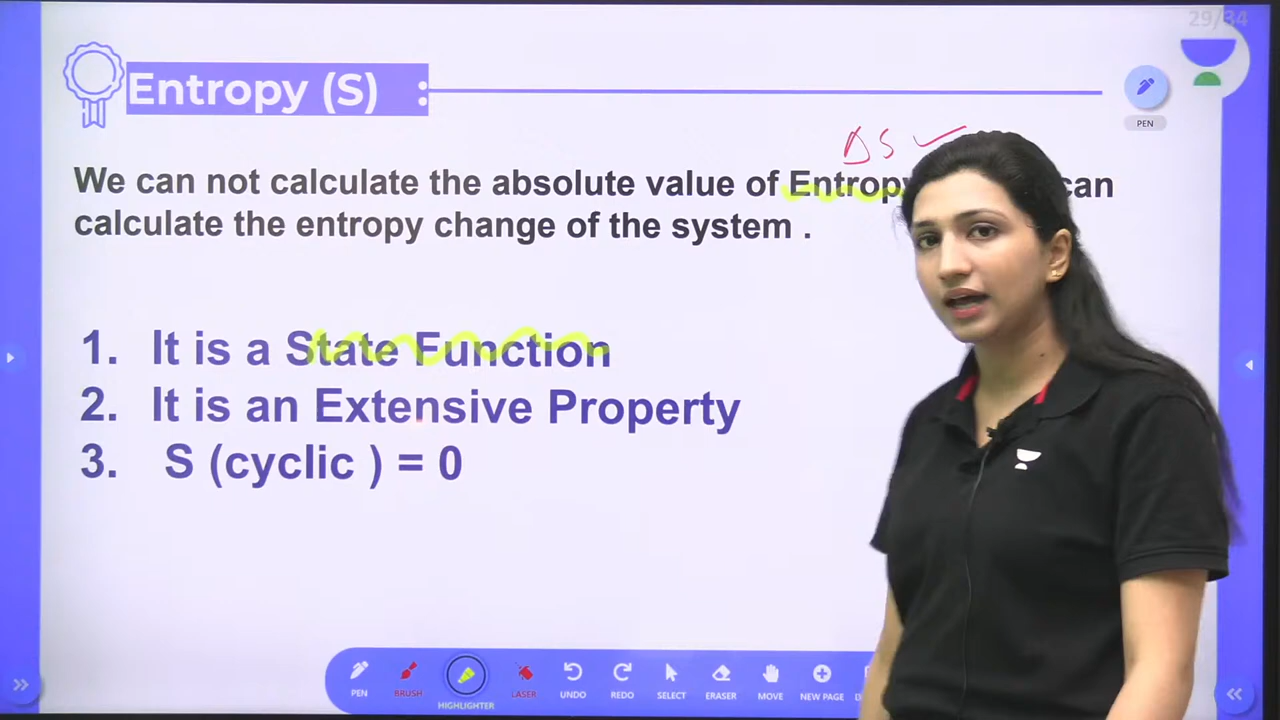 29/34
Entropy (S) :
PEN
ΔS ✓
We can not calculate the absolute value of Entropy can
calculate the entropy change of the system .
1. It is a State Function
2. It is an Extensive Property
3. S (cyclic ) = 0
PEN BRUSH HIGHLIGHTER LASER UNDO REDO SELECT ERASER MOVE NEW PAGE